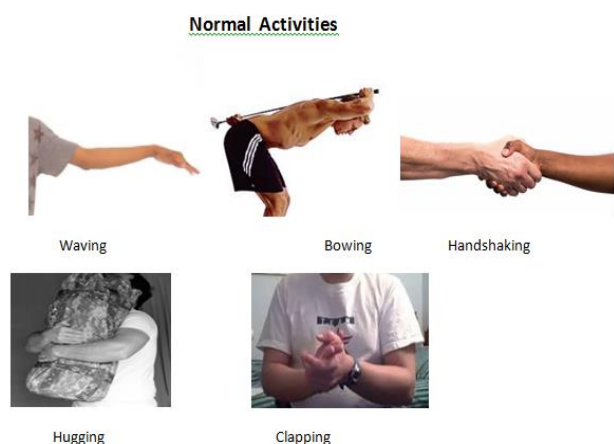 Normal Activities
Waving
Bowing
Handshaking
Hugging
Clapping